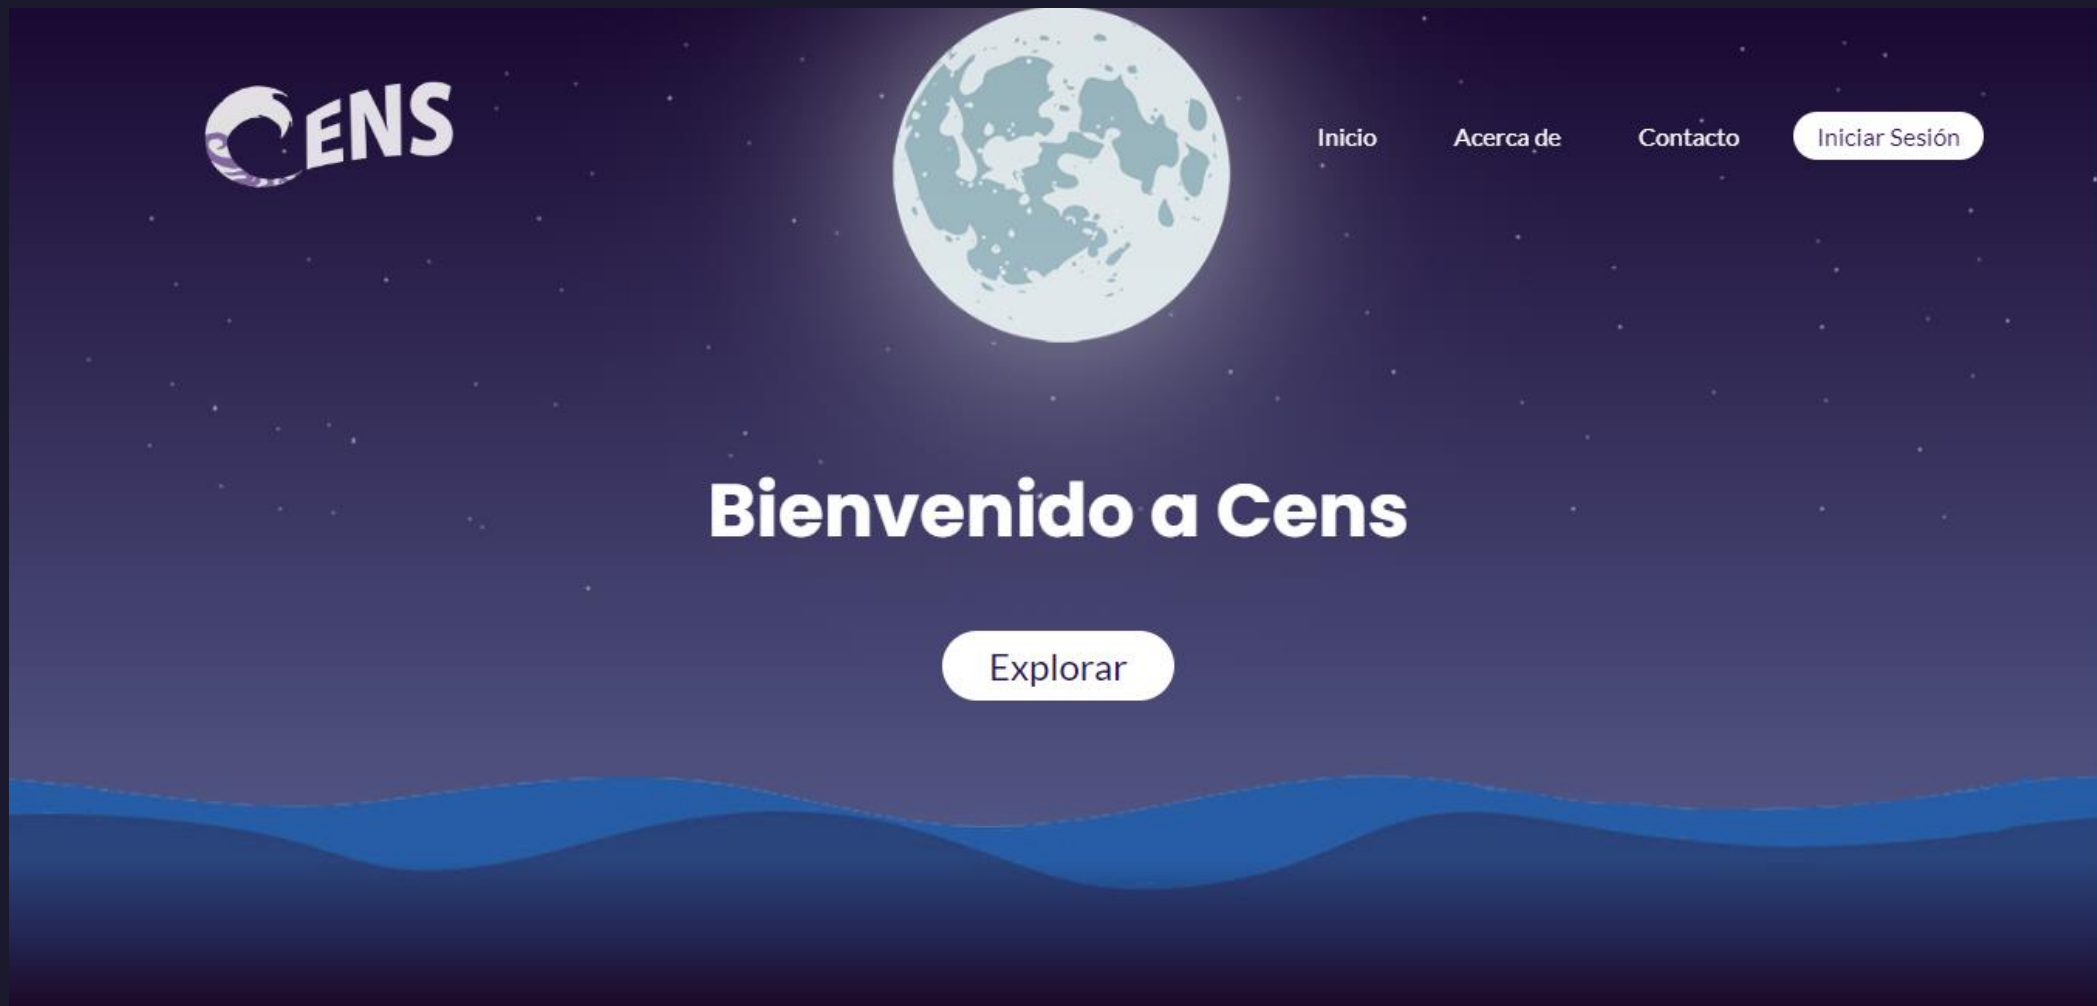 CENS
Inicio Acerca de Contacto Iniciar Sesión
Bienvenido a Cens
Explorar